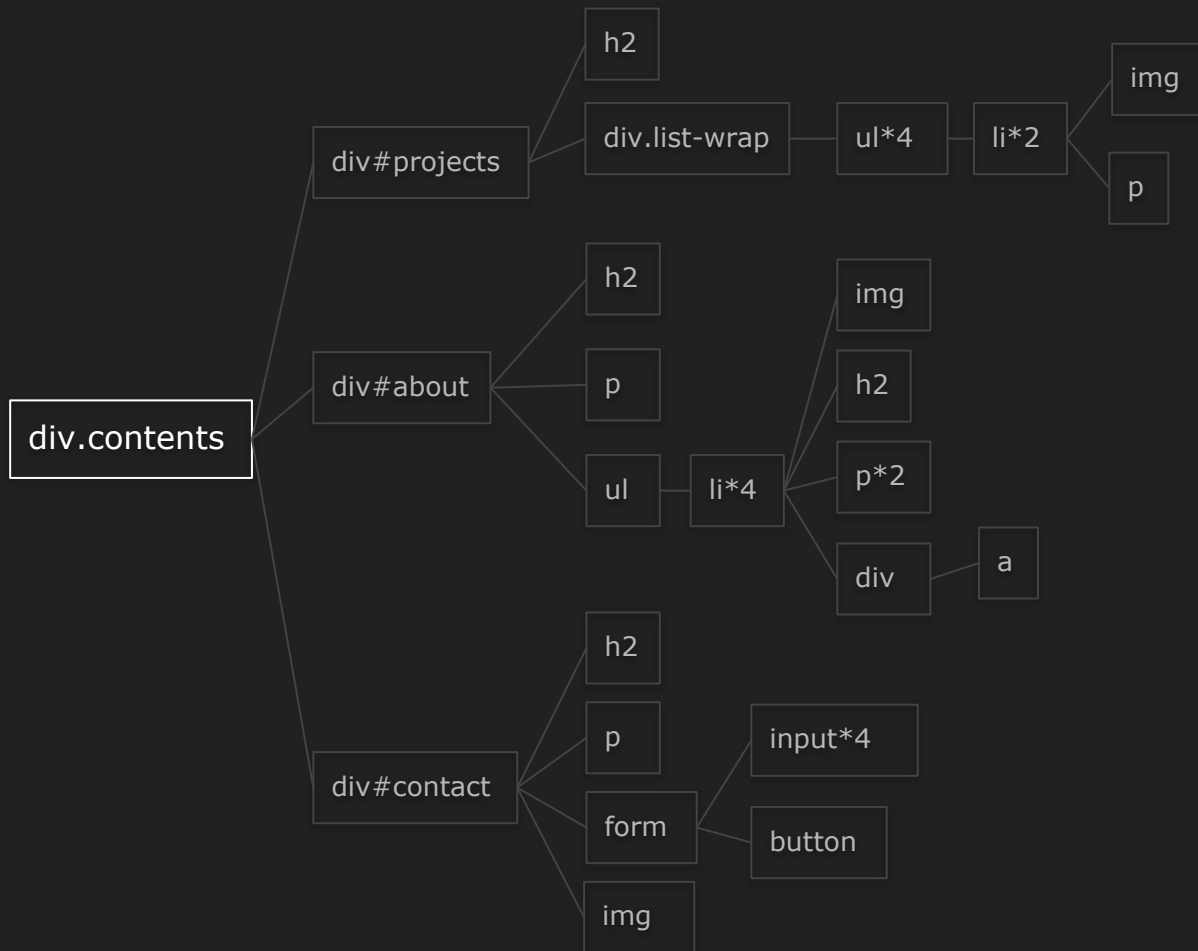 div.contents
div#projects
h2
div.list-wrap
ul*4
li*2
img
p
div#about
h2
p
ul
li*4
img
h2
p*2
div
a
div#contact
h2
p
form
input*4
button
img